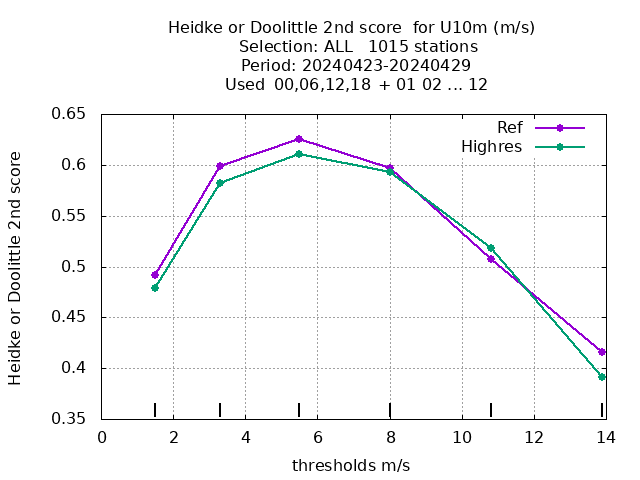 Heidke or Doolittle 2nd score  for U10m (m/s)
Selection: ALL   1015 stations
Period: 20240423-20240429
Used  00,06,12,18  + 01 02 ... 12
Ref
Highres
Heidke or Doolittle 2nd score
0.65
0.6
0.55
0.5
0.45
0.4
0.35
0 2 4 6 8 10 12 14
thresholds m/s